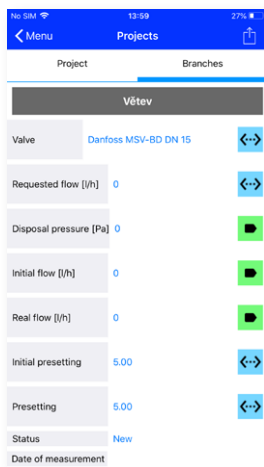 No SIM 13:59 27%
Menu Projects
Project Branches
Větev
Valve Danfoss MSV-BD DN 15
Requested flow [l/h] 0
Disposal pressure [Pa] 0
Initial flow [l/h] 0
Real flow [l/h] 0
Initial presetting 5.00
Presetting 5.00
Status New
Date of measurement